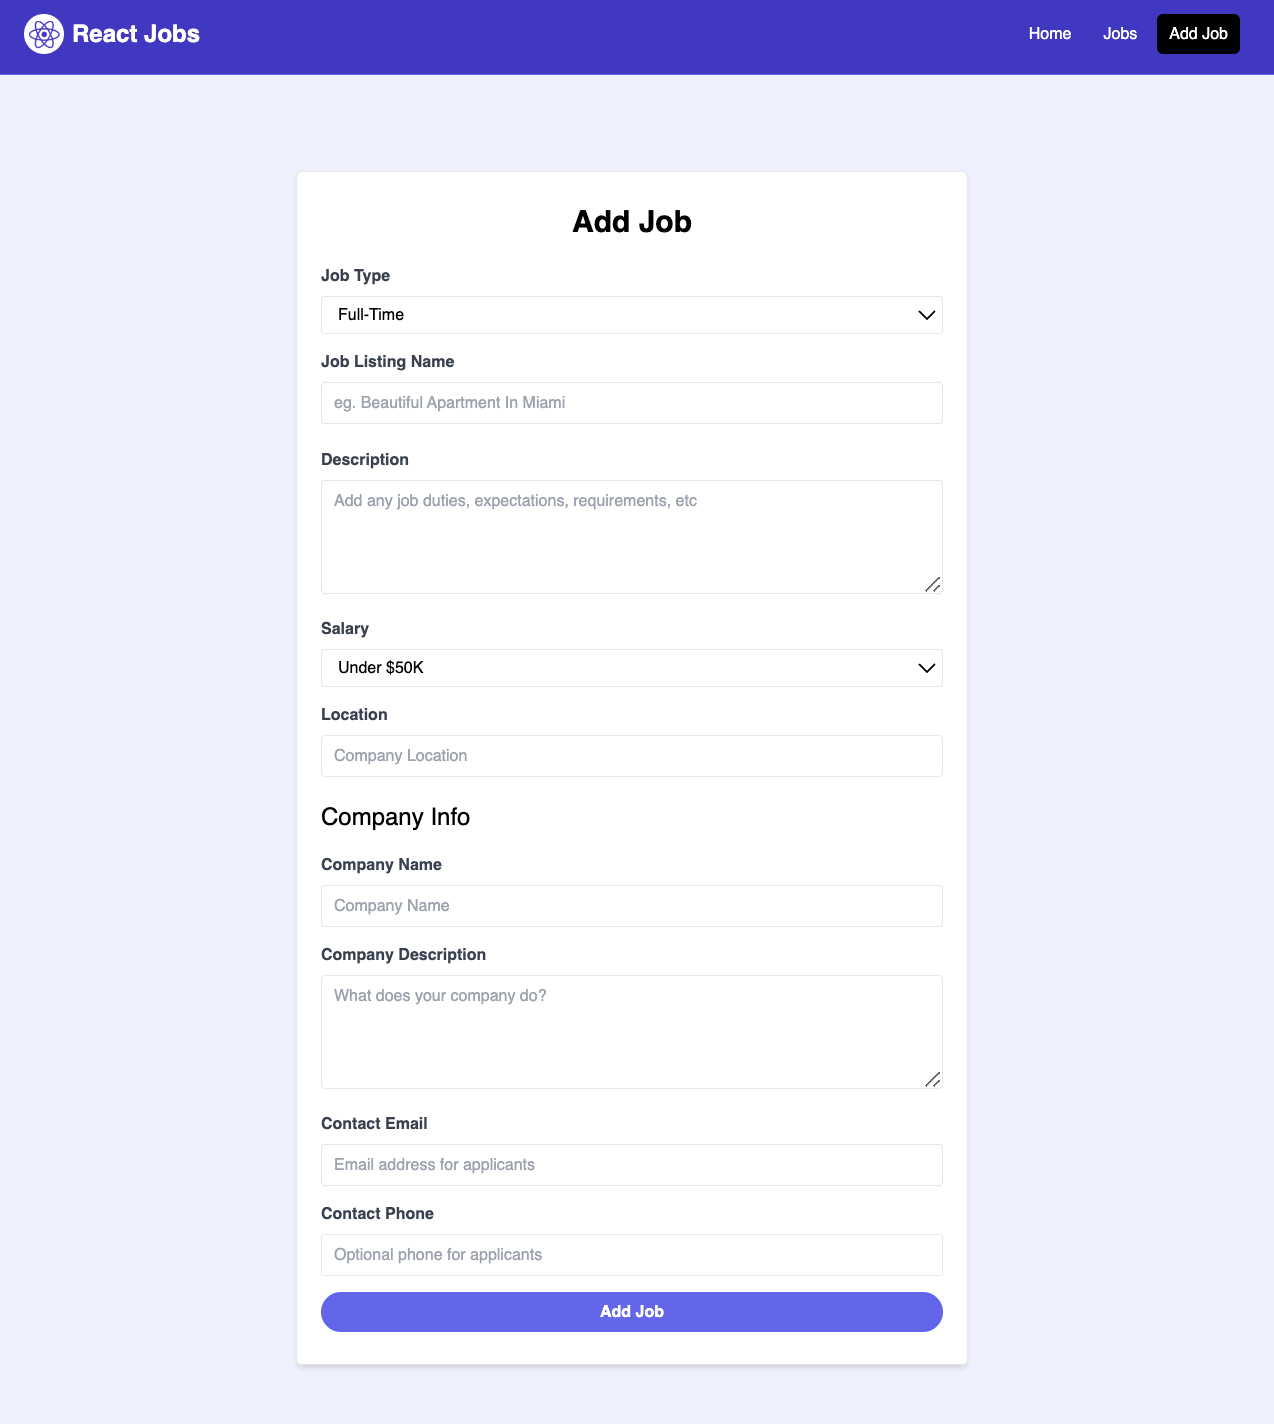 React Jobs
Home
Jobs
Add Job
Add Job
Job Type
Full-Time
Job Listing Name
eg. Beautiful Apartment In Miami
Description
Add any job duties, expectations, requirements, etc
Salary
Under $50K
Location
Company Location
Company Info
Company Name
Company Name
Company Description
What does your company do?
Contact Email
Email address for applicants
Contact Phone
Optional phone for applicants
Add Job